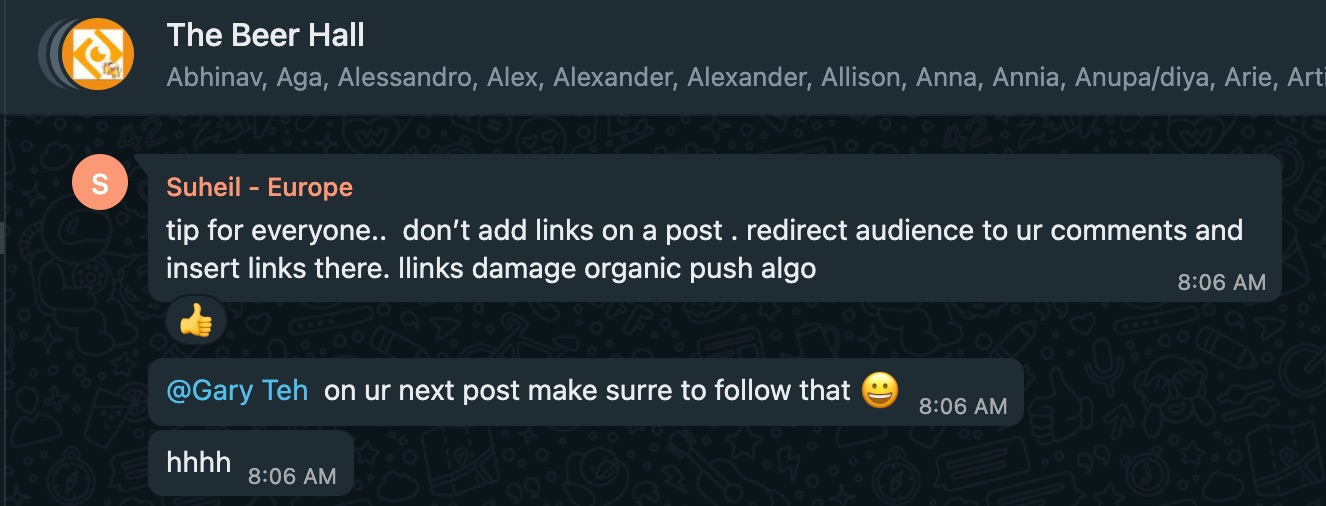 The Beer Hall
Abhinav, Aga, Alessandro, Alex, Alexander, Alexander, Allison, Anna, Annia, Anupa/diya, Arie, Arti
S
Suheil - Europe
tip for everyone.. don't add links on a post . redirect audience to ur comments and
insert links there. llinks damage organic push algo
8:06 AM
@Gary Teh on ur next post make surre to follow that 😀 8:06 AM
hhhh 8:06 AM